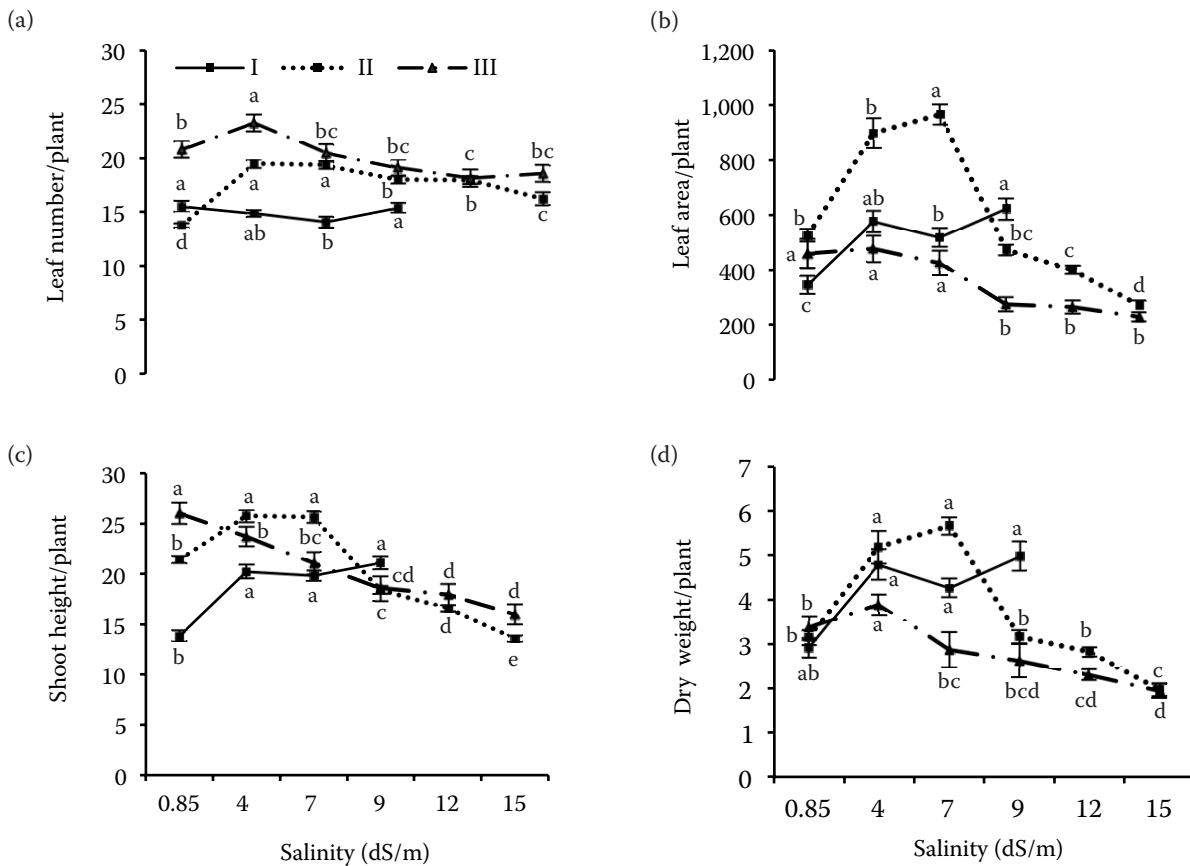 (a)
30
25
20
15
10
5
0
Leaf number/plant
I II III
b a bc bc c bc
a a a b b c
d ab b a
(b)
1,200
1,000
800
600
400
200
0
Leaf area/plant
b b a bc c d
c ab b a
a a a b b b
(c)
30
25
20
15
10
5
0
Shoot height/plant
a b bc cd d d
b a a c d e
b a a a
0.85 4 7 9 12 15
Salinity (dS/m)
(d)
7
6
5
4
3
2
1
0
Dry weight/plant
b a a b b c
b a a a
ab a bc bcd cd d
0.85 4 7 9 12 15
Salinity (dS/m)